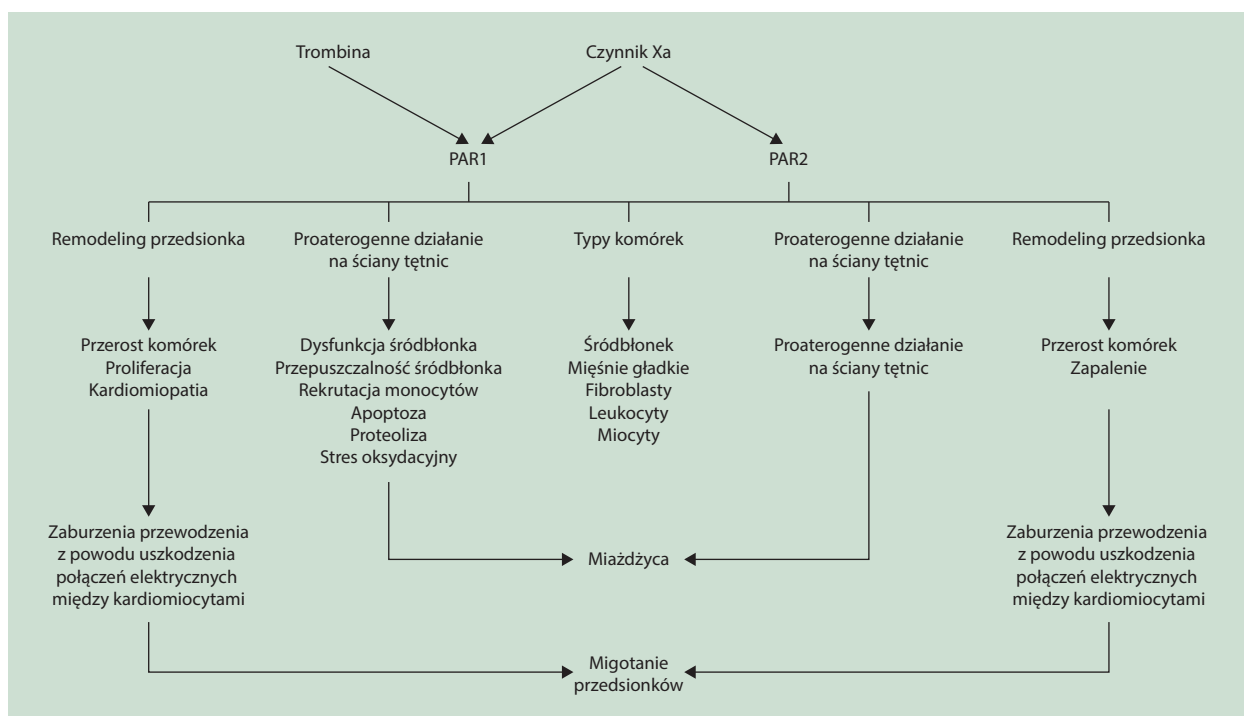 Trombina
Czynnik Xa
PAR1
PAR2
Remodeling przedsionka
Proaterogenne działanie
na ściany tętnic
Typy komórek
Proaterogenne działanie
na ściany tętnic
Remodeling przedsionka
Przerost komórek
Proliferacja
Kardiomiopatia
Dysfunkcja śródbłonka
Przepuszczalność śródbłonka
Rekrutacja monocytów
Apoptoza
Proteoliza
Stres oksydacyjny
Śródbłonek
Mięśnie gładkie
Fibroblasty
Leukocyty
Miocyty
Proaterogenne działanie
na ściany tętnic
Przerost komórek
Zapalenie
Zaburzenia przewodzenia
z powodu uszkodzenia
połączeń elektrycznych
między kardiomiocytami
Miażdżyca
Zaburzenia przewodzenia
z powodu uszkodzenia
połączeń elektrycznych
między kardiomiocytami
Migotanie
przedsionków